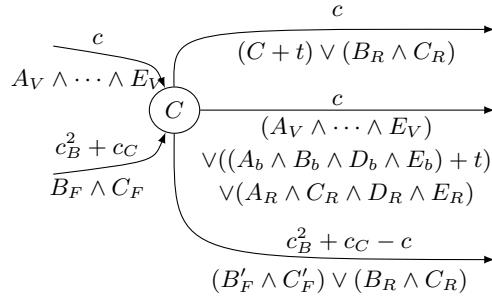 c
A_V ∧ ⋯ ∧ E_V
c_B^2 + c_C
B_F ∧ C_F
C
c
(C + t) ∨ (B_R ∧ C_R)
c
(A_V ∧ ⋯ ∧ E_V)
∨((A_b ∧ B_b ∧ D_b ∧ E_b) + t)
∨(A_R ∧ C_R ∧ D_R ∧ E_R)
c_B^2 + c_C − c
(B'_F ∧ C'_F) ∨ (B_R ∧ C_R)